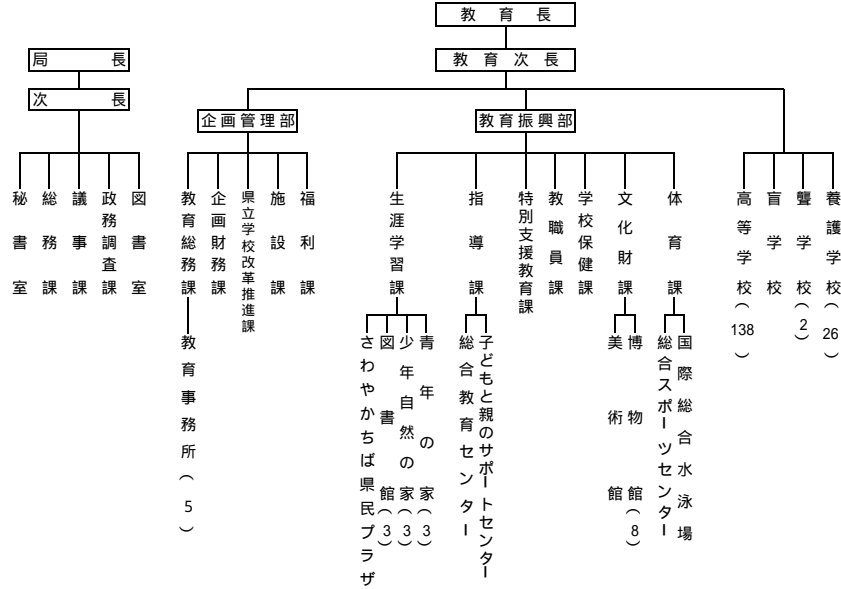 教育長
局長
教育次長
次長
企画管理部
教育振興部
秘書室
総務課
議事課
政務調査課
図書室
教育総務課
企画財務課
県立学校改革推進課
施設課
福利課
生涯学習課
指導課
特別支援教育課
教職員課
学校保健課
文化財課
体育課
高等学校(138)
盲学校
聾学校(2)
養護学校(26)
教育事務所(5)
さわやかちば県民プラザ
図書館(3)
少年自然の家(3)
青年の家(3)
総合教育センター
子どもと親のサポートセンター
美術館
博物館(8)
総合スポーツセンター
国際総合水泳場